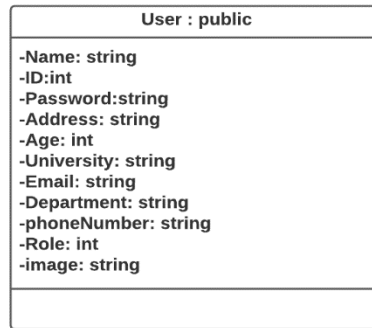 User : public
-Name: string
-ID:int
-Password:string
-Address: string
-Age: int
-University: string
-Email: string
-Department: string
-phoneNumber: string
-Role: int
-image: string